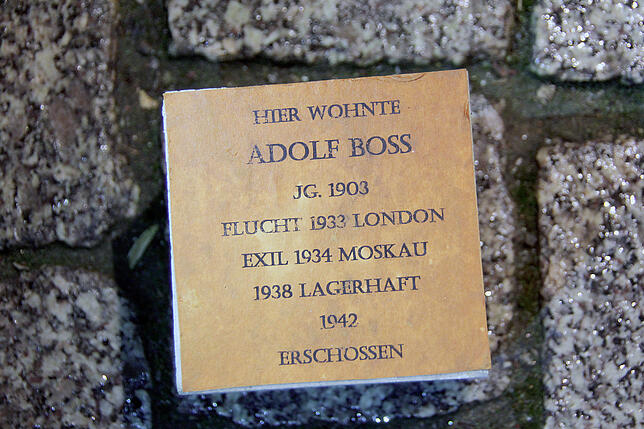 HIER WOHNTE
ADOLF BOSS
JG. 1903
FLUCHT 1933 LONDON
EXIL 1934 MOSKAU
1938 LAGERHAFT
1942
ERSCHOSSEN